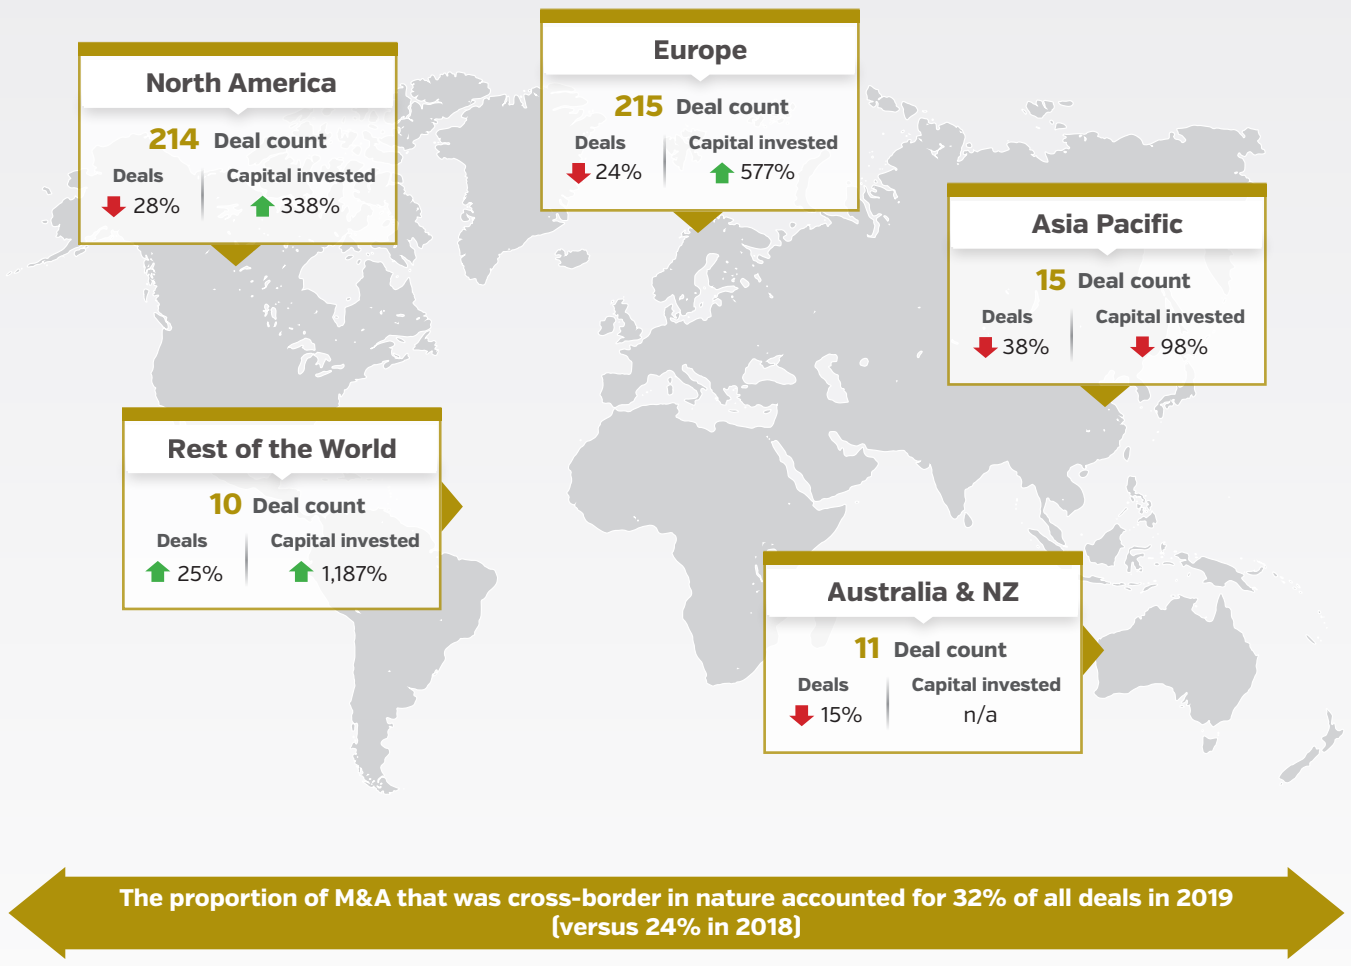 North America
214 Deal count
Deals Capital invested
28% 338%
Europe
215 Deal count
Deals Capital invested
24% 577%
Asia Pacific
15 Deal count
Deals Capital invested
38% 98%
Rest of the World
10 Deal count
Deals Capital invested
25% 1,187%
Australia & NZ
11 Deal count
Deals Capital invested
15% n/a
The proportion of M&A that was cross-border in nature accounted for 32% of all deals in 2019
(versus 24% in 2018)